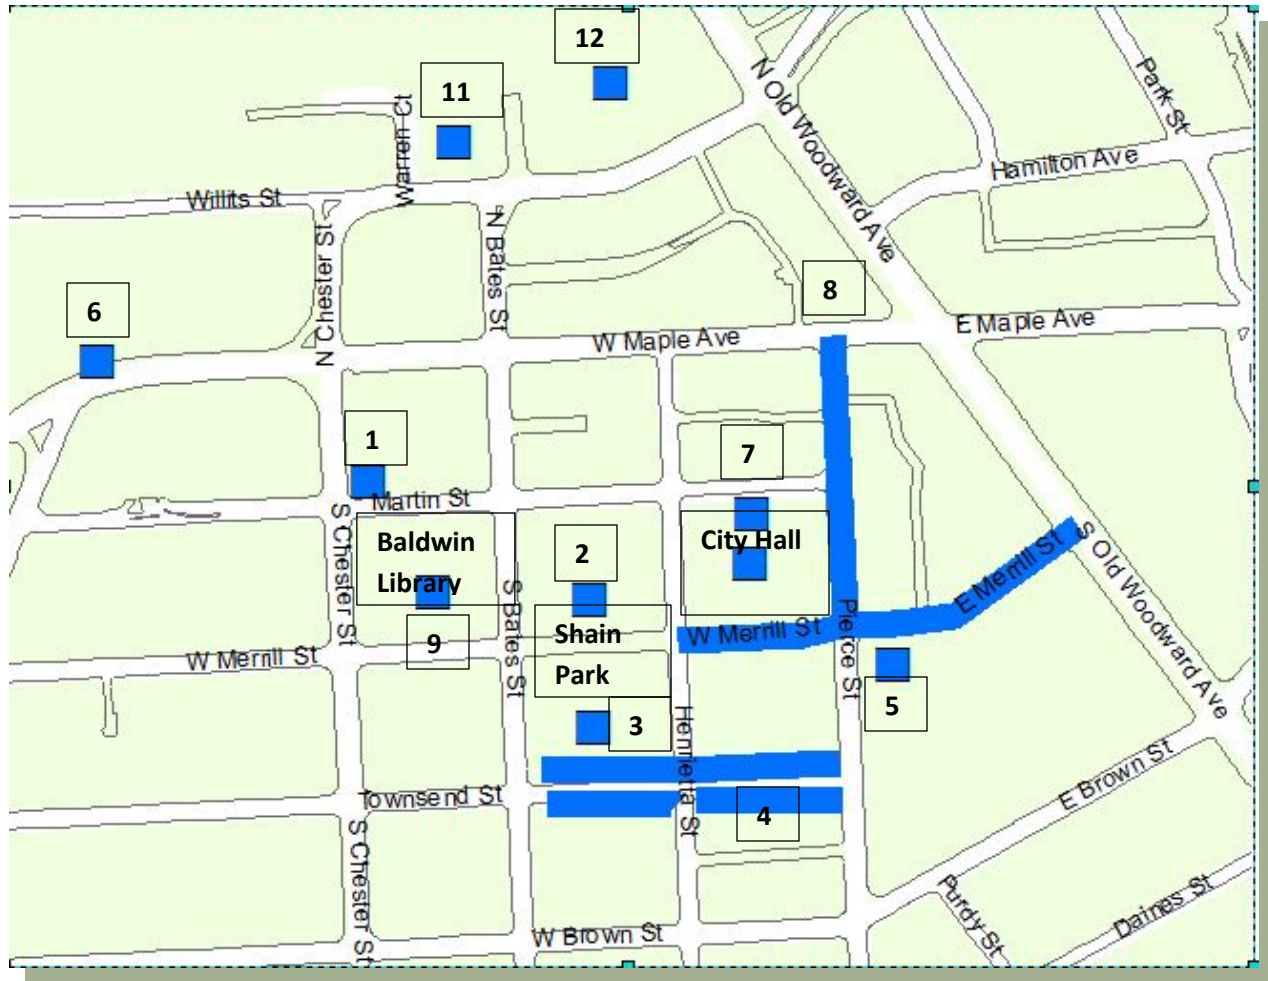 12
11
N Old Woodward Ave
Park St
Hamilton Ave
Warren Ct
Willits St
N Chester St
N Bates St
8
6
E Maple Ave
W Maple Ave
1
7
Martin St
S Chester St
Baldwin
Library
2
City Hall
E Merrill St
S Old Woodward Ave
S Bates St
Shain
Park
W Merrill St
Pierce St
9
W Merrill St
5
3
Henrietta St
Townsend St
4
E Brown St
S Chester St
Purdy St
Daines St
W Brown St